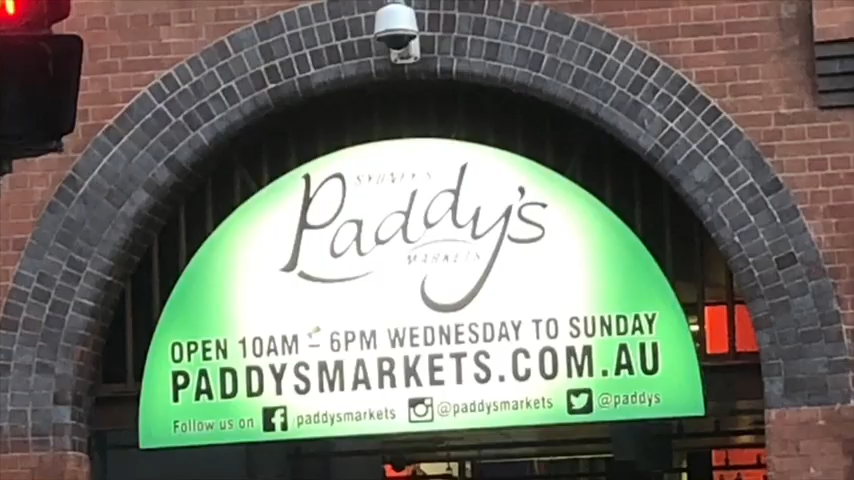 SYDNEY'S
Paddy's
MARKETS
OPEN 10AM – 6PM WEDNESDAY TO SUNDAY
PADDYSMARKETS.COM.AU
Follow us on paddysmarkets @paddysmarkets @paddys